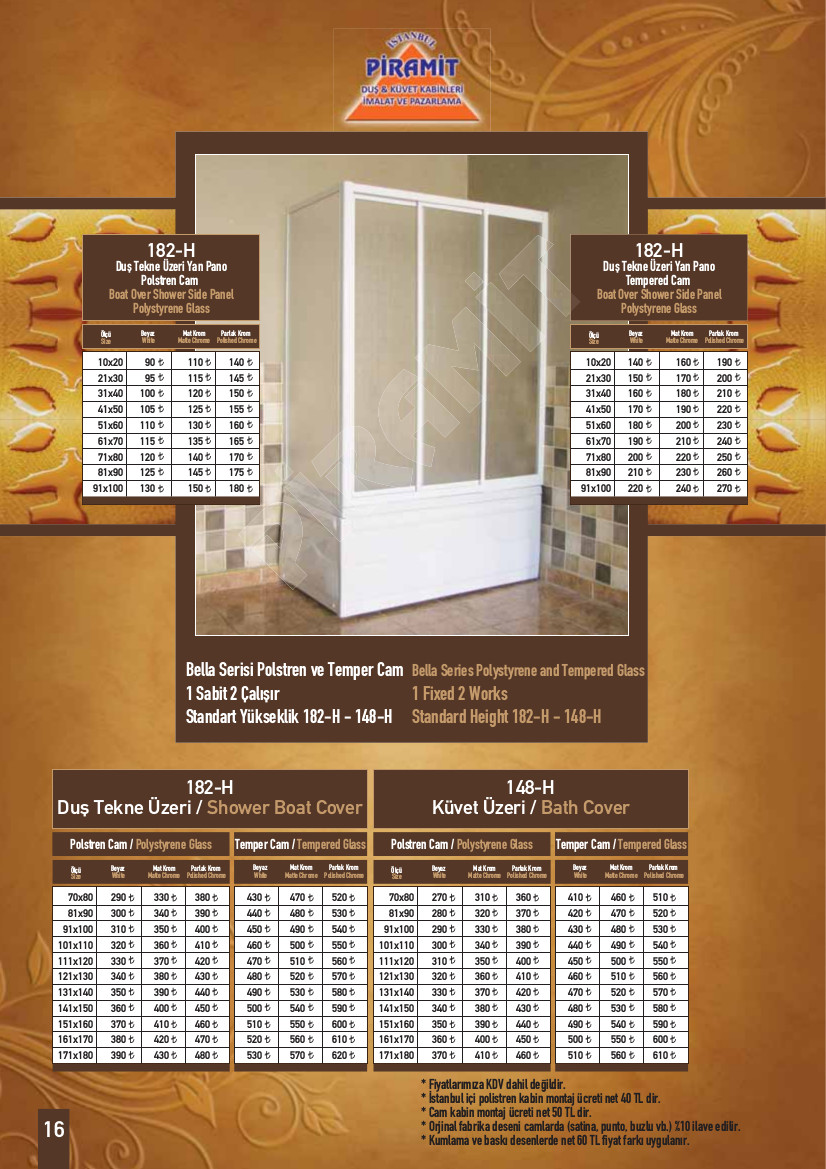 İSTANBUL
PİRAMİT
DUŞ & KÜVET KABİNLERİ
İMALAT VE PAZARLAMA
182-H
Duş Tekne Üzeri Yan Pano
Polstren Cam
Boat Over Shower Side Panel
Polystyrene Glass
Ölçü Beyaz Mat Krom Parlak Krom
Size White Matte Chrome Polished Chrome
10x20 90 ₺ 110 ₺ 140 ₺
21x30 95 ₺ 115 ₺ 145 ₺
31x40 100 ₺ 120 ₺ 150 ₺
41x50 105 ₺ 125 ₺ 155 ₺
51x60 110 ₺ 130 ₺ 160 ₺
61x70 115 ₺ 135 ₺ 165 ₺
71x80 120 ₺ 140 ₺ 170 ₺
81x90 125 ₺ 145 ₺ 175 ₺
91x100 130 ₺ 150 ₺ 180 ₺
182-H
Duş Tekne Üzeri Yan Pano
Tempered Cam
Boat Over Shower Side Panel
Polystyrene Glass
Ölçü Beyaz Mat Krom Parlak Krom
Size White Matte Chrome Polished Chrome
10x20 140 ₺ 160 ₺ 190 ₺
21x30 150 ₺ 170 ₺ 200 ₺
31x40 160 ₺ 180 ₺ 210 ₺
41x50 170 ₺ 190 ₺ 220 ₺
51x60 180 ₺ 200 ₺ 230 ₺
61x70 190 ₺ 210 ₺ 240 ₺
71x80 200 ₺ 220 ₺ 250 ₺
81x90 210 ₺ 230 ₺ 260 ₺
91x100 220 ₺ 240 ₺ 270 ₺
PİRAMİT
Bella Serisi Polstren ve Temper Cam Bella Series Polystyrene and Tempered Glass
1 Sabit 2 Çalışır 1 Fixed 2 Works
Standart Yükseklik 182-H - 148-H Standard Height 182-H - 148-H
182-H
Duş Tekne Üzeri / Shower Boat Cover
Polstren Cam / Polystyrene Glass Temper Cam / Tempered Glass
Ölçü Beyaz Mat Krom Parlak Krom Beyaz Mat Krom Parlak Krom
Size White Matte Chrome Polished Chrome White Matte Chrome Polished Chrome
70x80 290 ₺ 330 ₺ 380 ₺ 430 ₺ 470 ₺ 520 ₺
81x90 300 ₺ 340 ₺ 390 ₺ 440 ₺ 480 ₺ 530 ₺
91x100 310 ₺ 350 ₺ 400 ₺ 450 ₺ 490 ₺ 540 ₺
101x110 320 ₺ 360 ₺ 410 ₺ 460 ₺ 500 ₺ 550 ₺
111x120 330 ₺ 370 ₺ 420 ₺ 470 ₺ 510 ₺ 560 ₺
121x130 340 ₺ 380 ₺ 430 ₺ 480 ₺ 520 ₺ 570 ₺
131x140 350 ₺ 390 ₺ 440 ₺ 490 ₺ 530 ₺ 580 ₺
141x150 360 ₺ 400 ₺ 450 ₺ 500 ₺ 540 ₺ 590 ₺
151x160 370 ₺ 410 ₺ 460 ₺ 510 ₺ 550 ₺ 600 ₺
161x170 380 ₺ 420 ₺ 470 ₺ 520 ₺ 560 ₺ 610 ₺
171x180 390 ₺ 430 ₺ 480 ₺ 530 ₺ 570 ₺ 620 ₺
148-H
Küvet Üzeri / Bath Cover
Polstren Cam / Polystyrene Glass Temper Cam / Tempered Glass
Ölçü Beyaz Mat Krom Parlak Krom Beyaz Mat Krom Parlak Krom
Size White Matte Chrome Polished Chrome White Matte Chrome Polished Chrome
70x80 270 ₺ 310 ₺ 360 ₺ 410 ₺ 460 ₺ 510 ₺
81x90 280 ₺ 320 ₺ 370 ₺ 420 ₺ 470 ₺ 520 ₺
91x100 290 ₺ 330 ₺ 380 ₺ 430 ₺ 480 ₺ 530 ₺
101x110 300 ₺ 340 ₺ 390 ₺ 440 ₺ 490 ₺ 540 ₺
111x120 310 ₺ 350 ₺ 400 ₺ 450 ₺ 500 ₺ 550 ₺
121x130 320 ₺ 360 ₺ 410 ₺ 460 ₺ 510 ₺ 560 ₺
131x140 330 ₺ 370 ₺ 420 ₺ 470 ₺ 520 ₺ 570 ₺
141x150 340 ₺ 380 ₺ 430 ₺ 480 ₺ 530 ₺ 580 ₺
151x160 350 ₺ 390 ₺ 440 ₺ 490 ₺ 540 ₺ 590 ₺
161x170 360 ₺ 400 ₺ 450 ₺ 500 ₺ 550 ₺ 600 ₺
171x180 370 ₺ 410 ₺ 460 ₺ 510 ₺ 560 ₺ 610 ₺
* Fiyatlarımıza KDV dahil değildir.
* İstanbul içi polistren kabin montaj ücreti net 40 TL dir.
* Cam kabin montaj ücreti net 50 TL dir.
* Orjinal fabrika deseni camlarda (satina, punto, buzlu vb.) %10 ilave edilir.
* Kumlama ve baskı desenlerde net 60 TL fiyat farkı uygulanır.
16